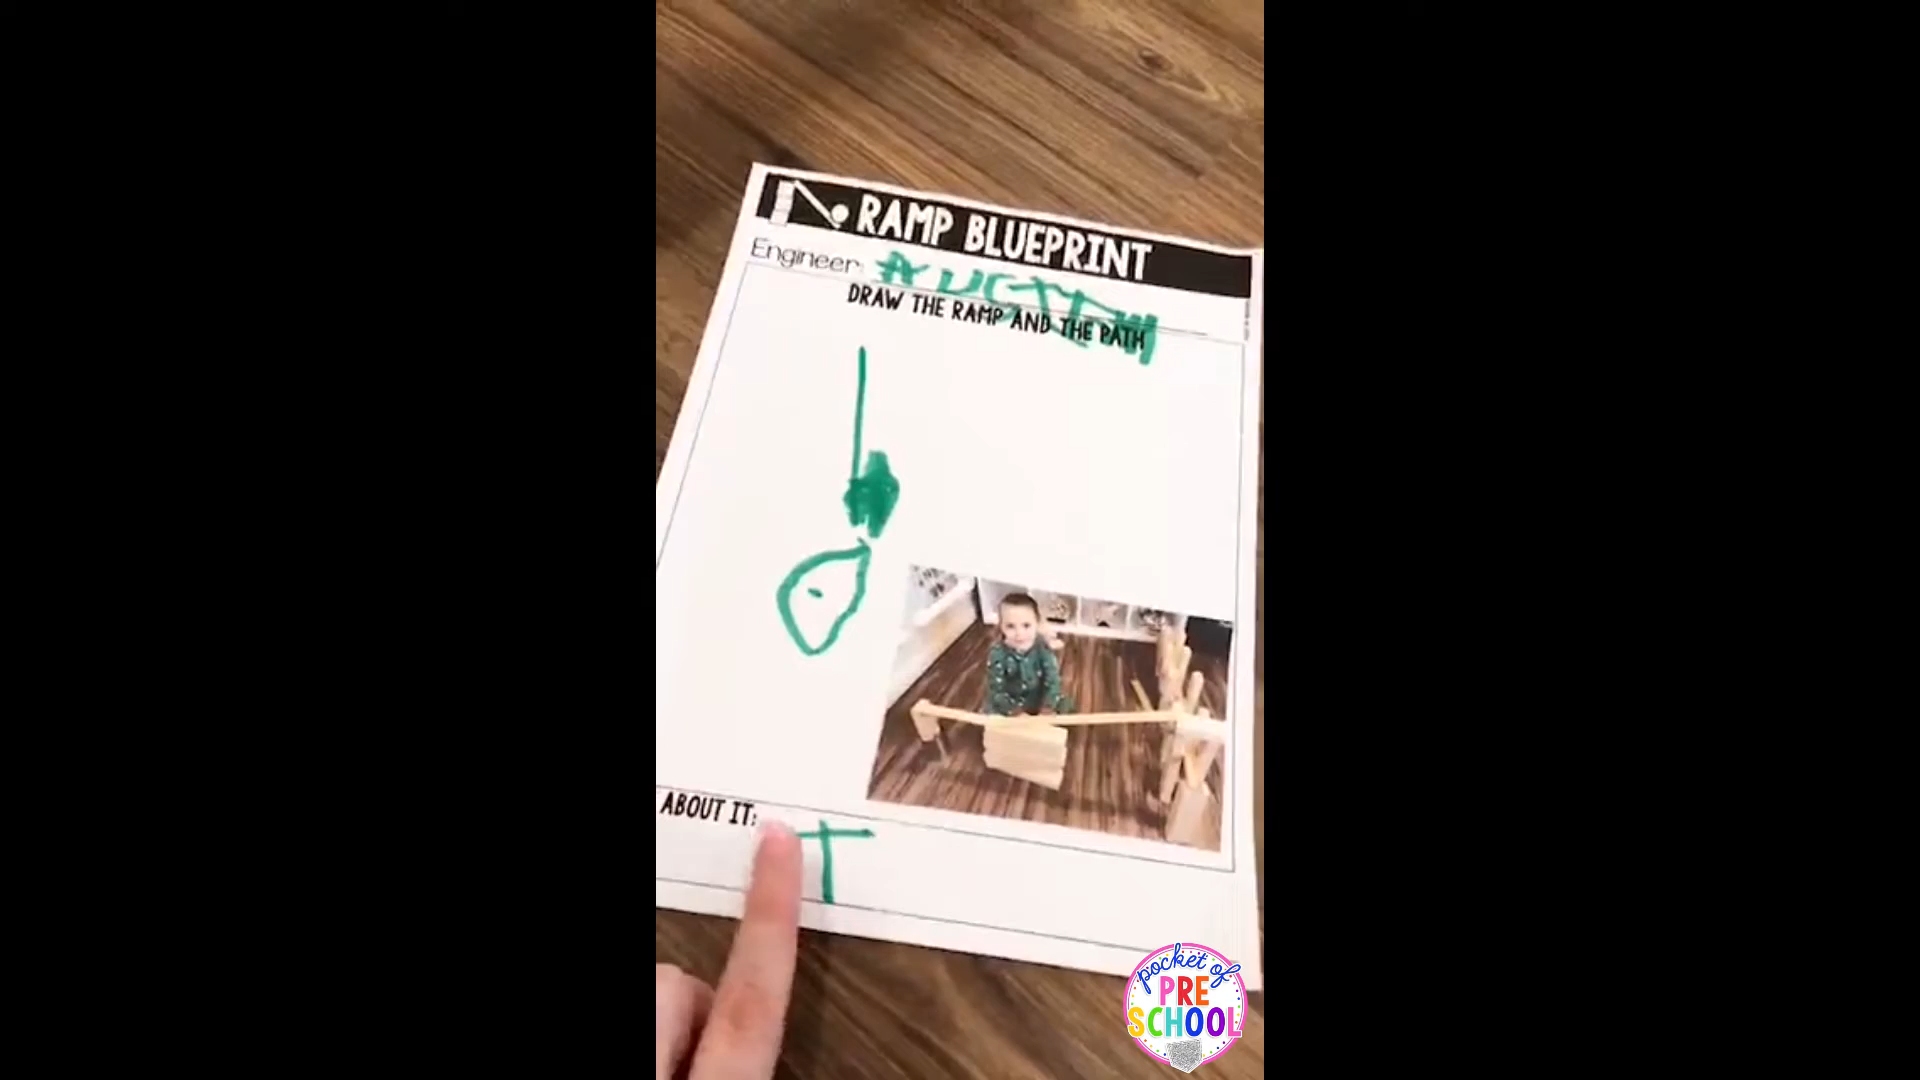 RAMP BLUEPRINT
Engineer:
DRAW THE RAMP AND THE PATH
ABOUT IT:
T
pocket of
PRE
SCHOOL